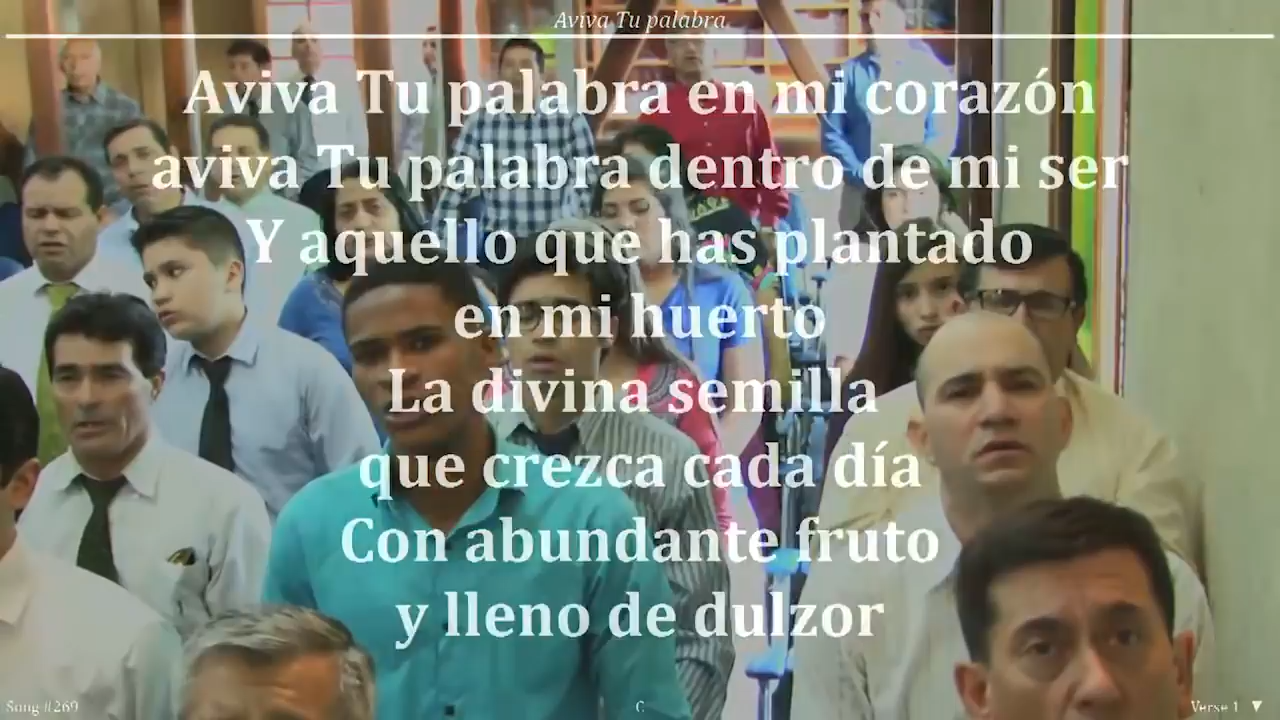 Aviva Tu palabra
Aviva Tu palabra en mi corazón
aviva Tu palabra dentro de mi ser
Y aquello que has plantado
en mi huerto
La divina semilla
que crezca cada día
Con abundante fruto
y lleno de dulzor
Song #269
C
Verse 1 ▼